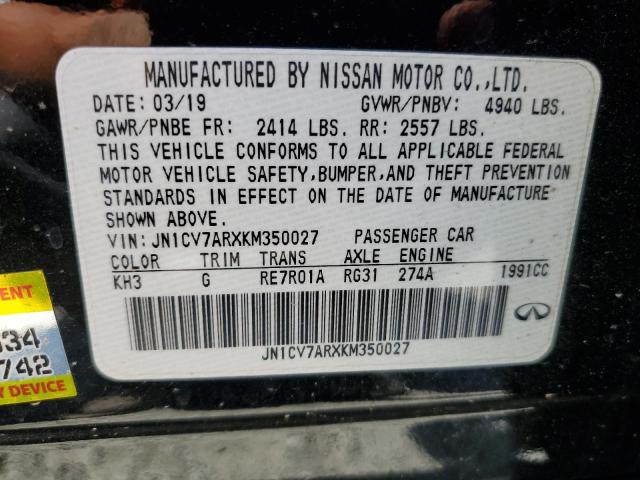 MANUFACTURED BY NISSAN MOTOR CO.,LTD.
DATE: 03/19 GVWR/PNBV: 4940 LBS.
GAWR/PNBE FR: 2414 LBS. RR: 2557 LBS.
THIS VEHICLE CONFORMS TO ALL APPLICABLE FEDERAL
MOTOR VEHICLE SAFETY,BUMPER,AND THEFT PREVENTION
STANDARDS IN EFFECT ON THE DATE OF MANUFACTURE
SHOWN ABOVE.
VIN: JN1CV7ARXKM350027 PASSENGER CAR
COLOR TRIM TRANS AXLE ENGINE
KH3 G RE7R01A RG31 274A 1991CC
JN1CV7ARXKM350027
34
742
DEVICE